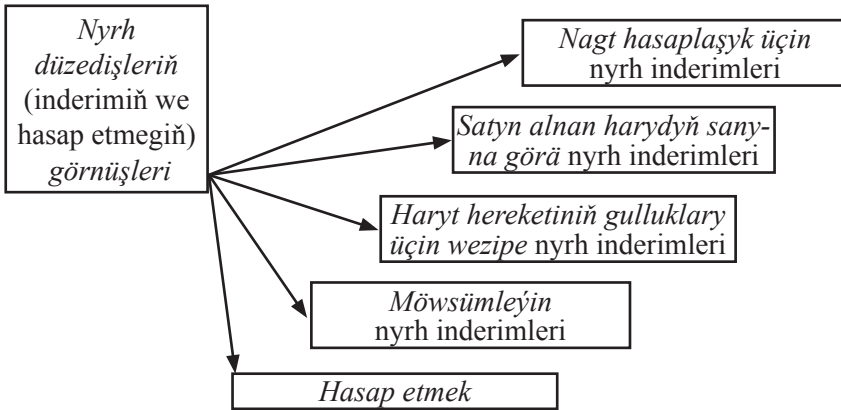 Nyrh
düzedişleriň
(inderimiň we
hasap etmegiň)
görnüşleri
Nagt hasaplaşyk üçin
nyrh inderimleri
Satyn alnan harydyň sany-
na görä nyrh inderimleri
Haryt hereketiniň gulluklary
üçin wezipe nyrh inderimleri
Möwsümleýin
nyrh inderimleri
Hasap etmek